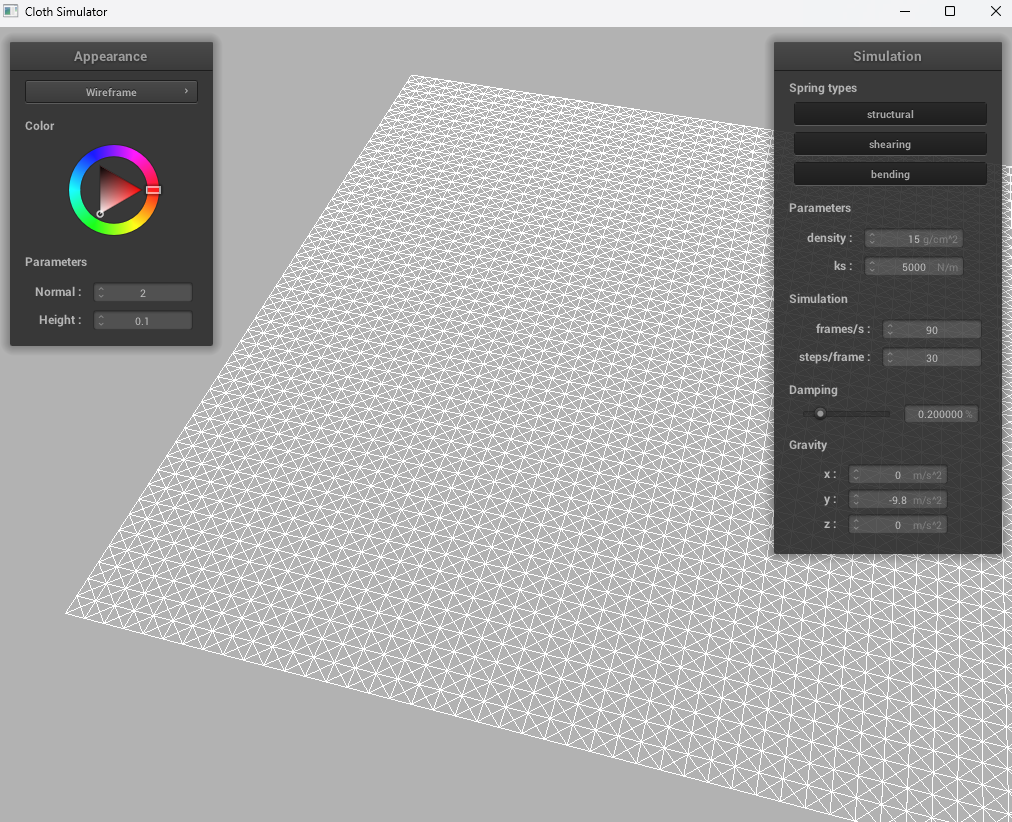 Cloth Simulator
Appearance
Wireframe
Color
Parameters
Normal : 2
Height : 0.1
Simulation
Spring types
structural
shearing
bending
Parameters
density : 15 g/cm^2
ks : 5000 N/m
Simulation
frames/s : 90
steps/frame : 30
Damping
0.200000 %
Gravity
x : 0 m/s^2
y : -9.8 m/s^2
z : 0 m/s^2